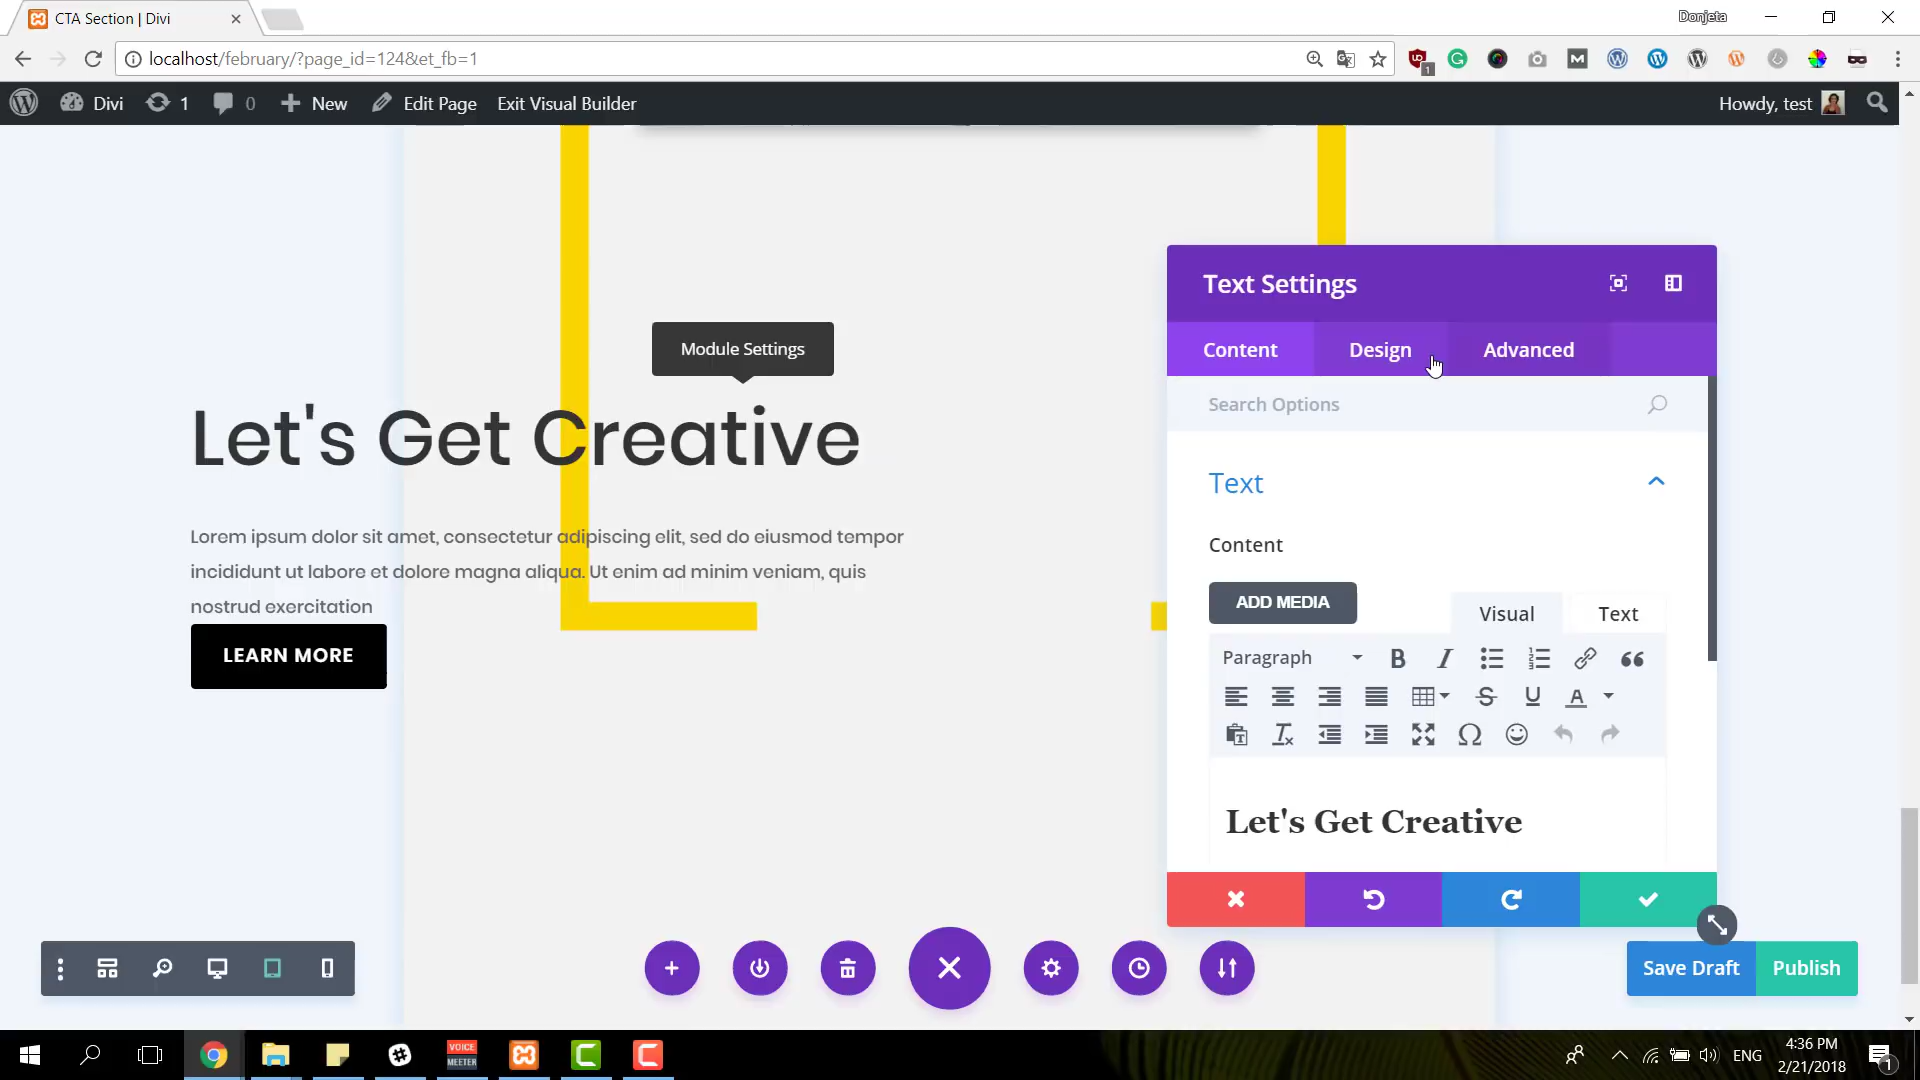 CTA Section | Divi
Donjeta
localhost/february/?page_id=124&et_fb=1
1
Divi
1
0
New
Edit Page
Exit Visual Builder
Howdy, test
Text Settings
Module Settings
Content
Design
Advanced
Search Options
Let's Get Creative
Text
Content
Lorem ipsum dolor sit amet, consectetur adipiscing elit, sed do eiusmod tempor
incididunt ut labore et dolore magna aliqua. Ut enim ad minim veniam, quis
nostrud exercitation
ADD MEDIA
Visual
Text
LEARN MORE
Paragraph
Let's Get Creative
Save Draft
Publish
VOICE
MEETER
ENG
4:36 PM
2/21/2018
1